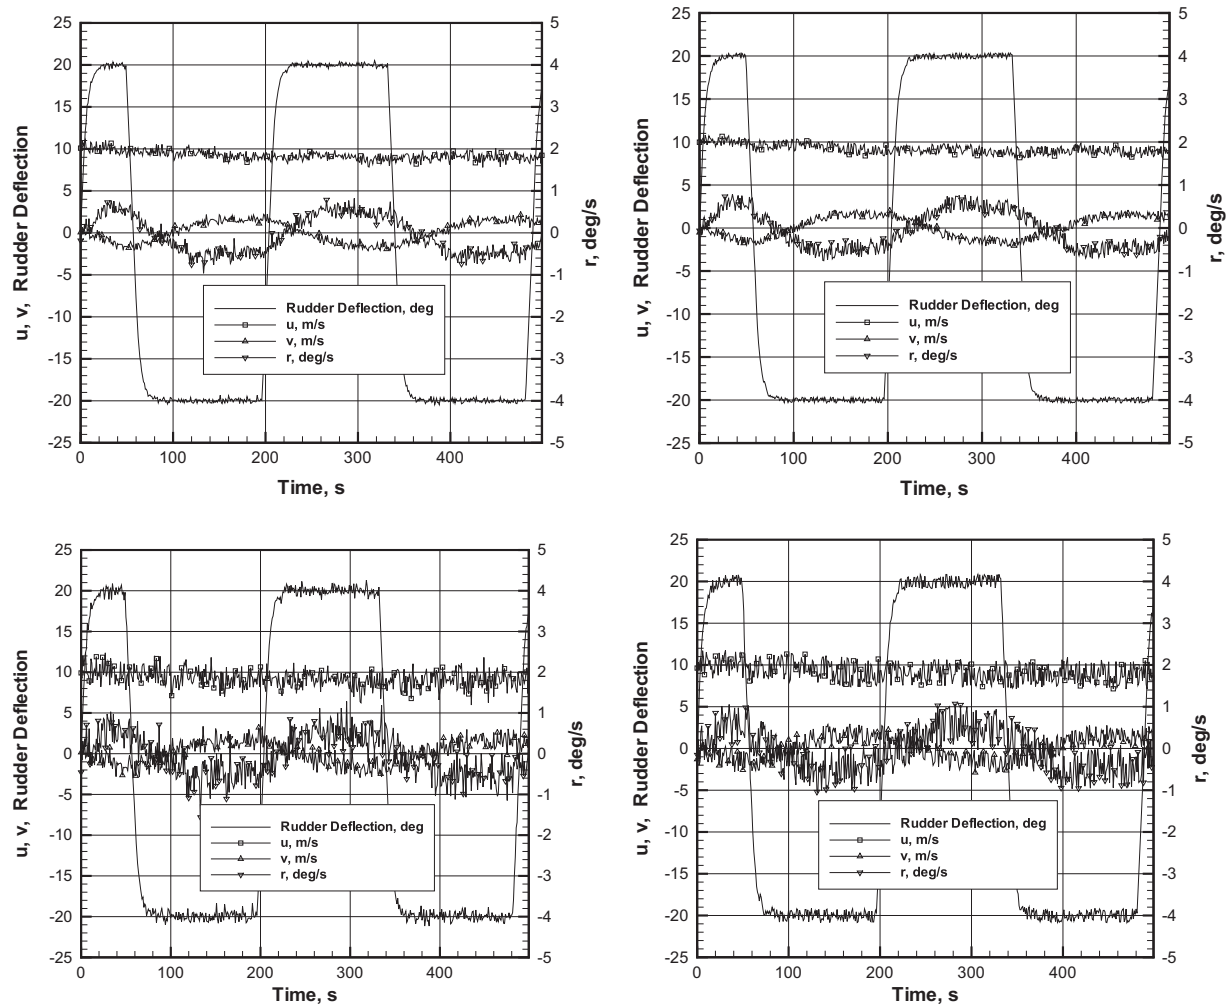 25
20
15
10
5
0
-5
-10
-15
-20
-25
5
4
3
2
1
0
-1
-2
-3
-4
-5
u, v, Rudder Deflection
r, deg/s
Rudder Deflection, deg
u, m/s
v, m/s
r, deg/s
0 200 300 400
Time, s
25
20
15
10
5
0
-5
-10
-15
-20
-25
5
4
3
2
1
0
-1
-2
-3
-4
-5
u, v, Rudder Deflection
r, deg/s
Rudder Deflection, deg
u, m/s
v, m/s
r, deg/s
0 200 300 400
Time, s
25
20
15
10
5
0
-5
-10
-15
-20
-25
5
4
3
2
1
0
-1
-2
-3
-4
-5
u, v, Rudder Deflection
r, deg/s
Rudder Deflection, deg
u, m/s
v, m/s
r, deg/s
0 100 200 300 400
Time, s
25
20
15
10
5
0
-5
-10
-15
-20
-25
5
4
3
2
1
0
-1
-2
-3
-4
-5
u, v, Rudder Deflection
r, deg/s
Rudder Deflection, deg
u, m/s
v, m/s
r, deg/s
0 100 200 300 400
Time, s